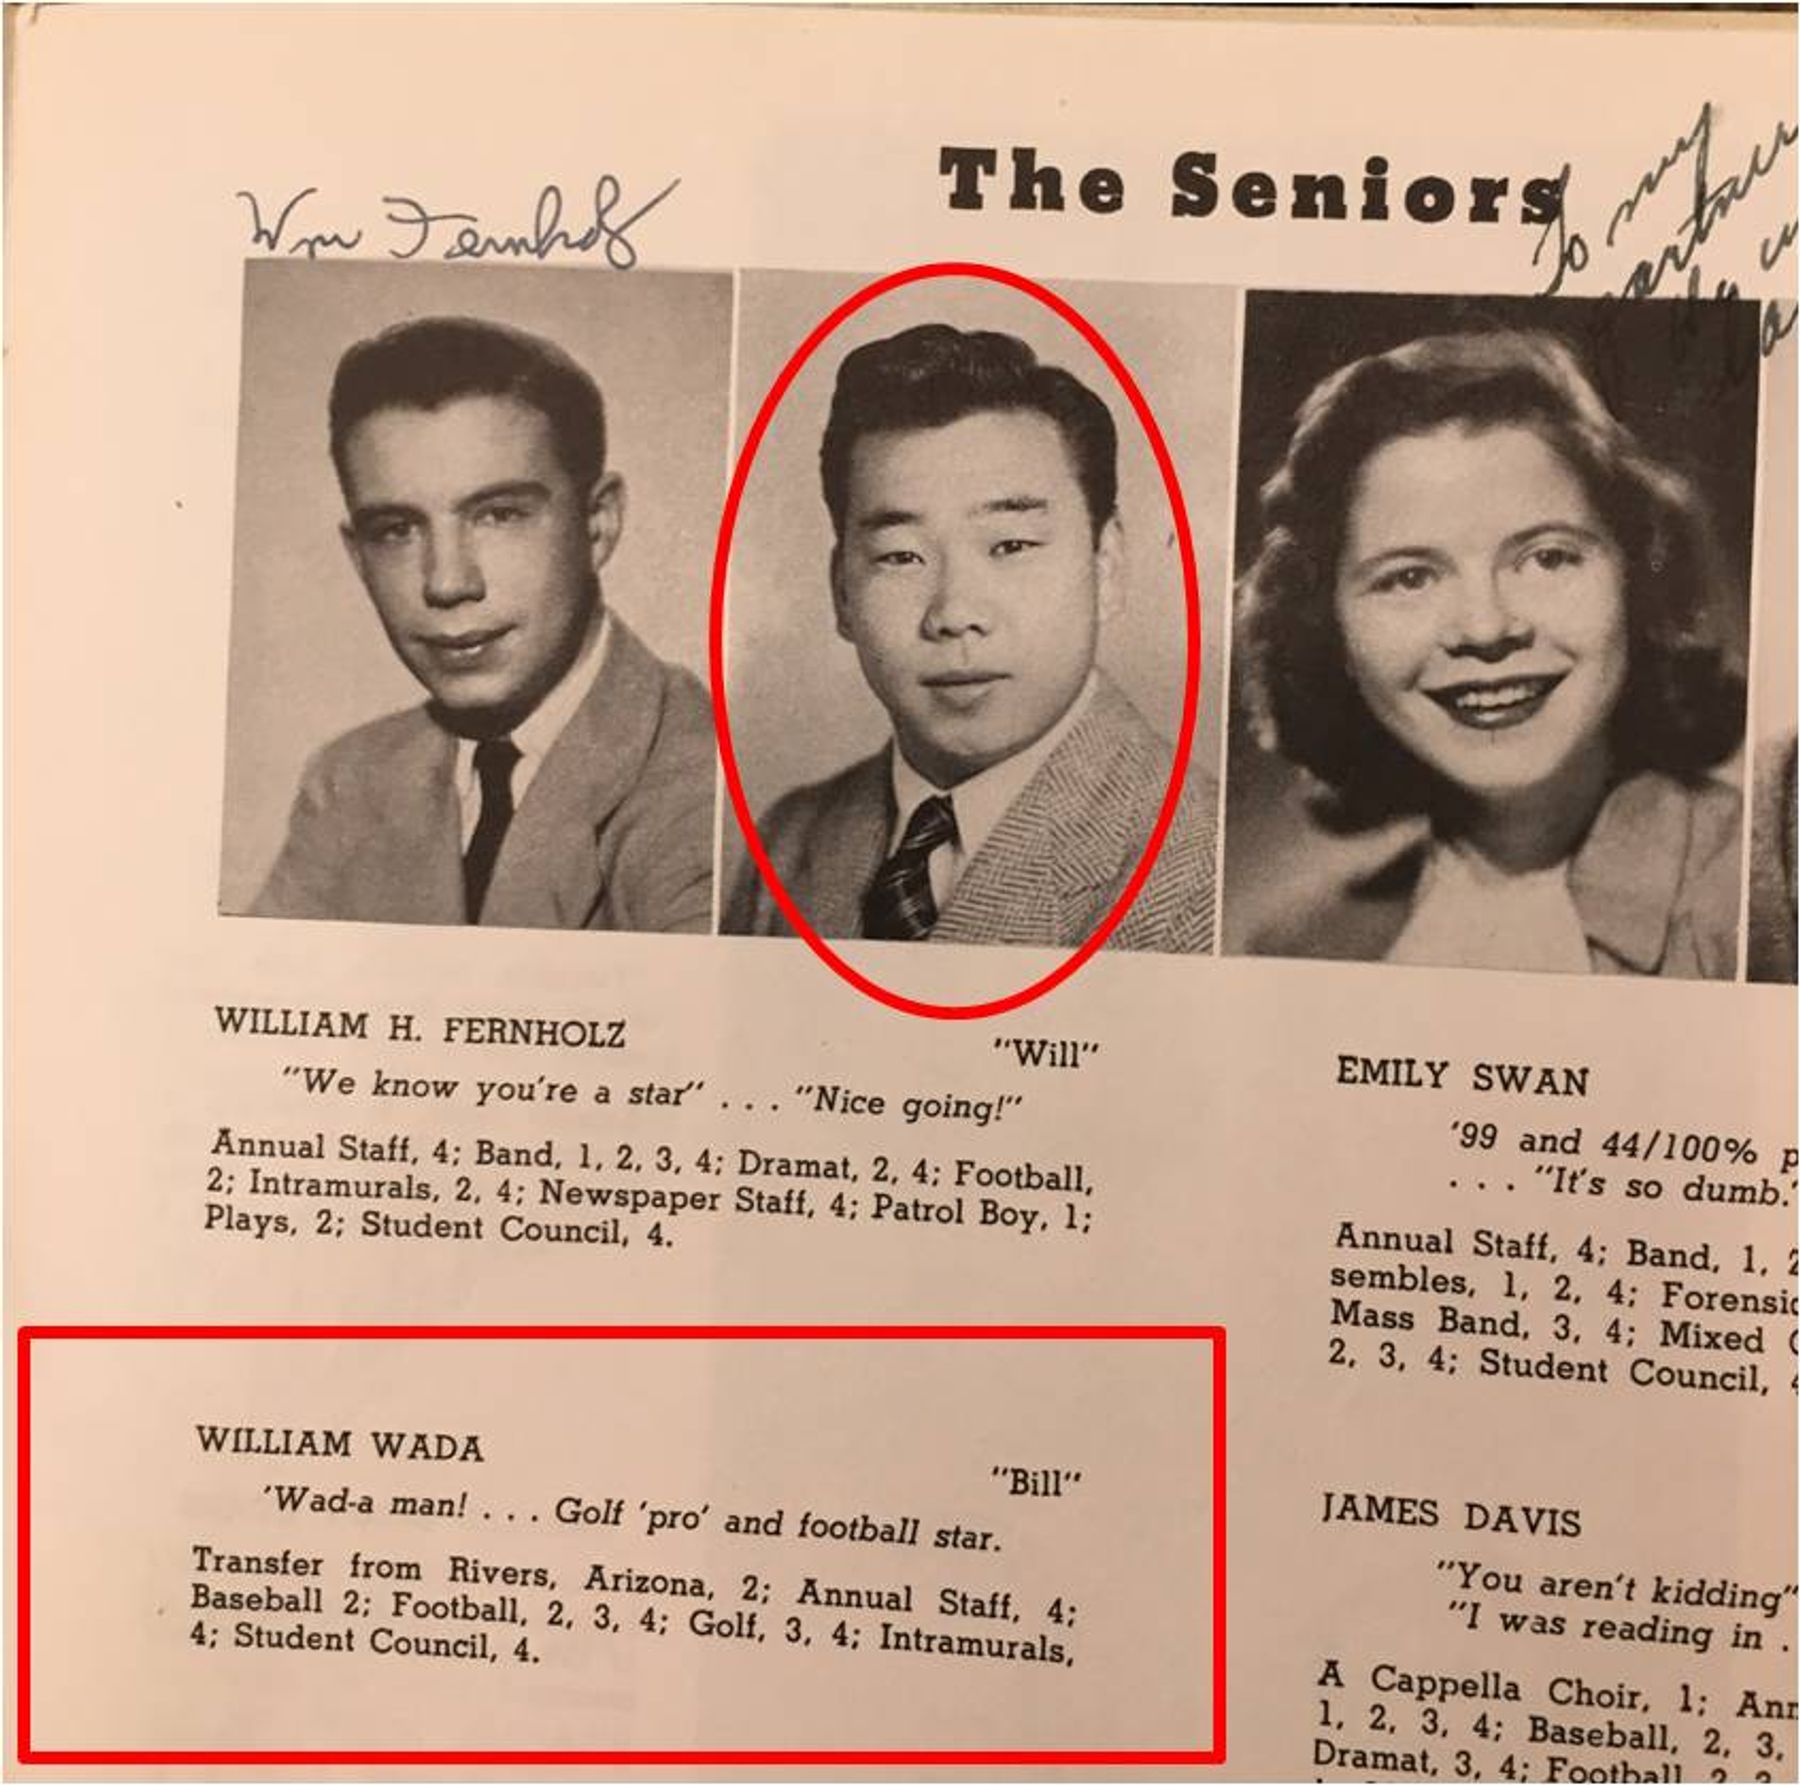 The Seniors
Wm Fernholz
To my
WILLIAM H. FERNHOLZ
"Will"
"We know you're a star" . . . "Nice going!"
Annual Staff, 4; Band, 1, 2, 3, 4; Dramat, 2, 4; Football,
2; Intramurals, 2, 4; Newspaper Staff, 4; Patrol Boy, 1;
Plays, 2; Student Council, 4.
WILLIAM WADA
"Bill"
'Wad-a man! . . . Golf 'pro' and football star.
Transfer from Rivers, Arizona, 2; Annual Staff, 4;
Baseball 2; Football, 2, 3, 4; Golf, 3, 4; Intramurals,
4; Student Council, 4.
EMILY SWAN
'99 and 44/100% p
. . . "It's so dumb.'
Annual Staff, 4; Band, 1, 2
sembles, 1, 2, 4; Forensic
Mass Band, 3, 4; Mixed
2, 3, 4; Student Council,
JAMES DAVIS
"You aren't kidding"
"I was reading in .
A Cappella Choir, 1; Ann
1, 2, 3, 4; Baseball, 2, 3,
Dramat, 3, 4; Football